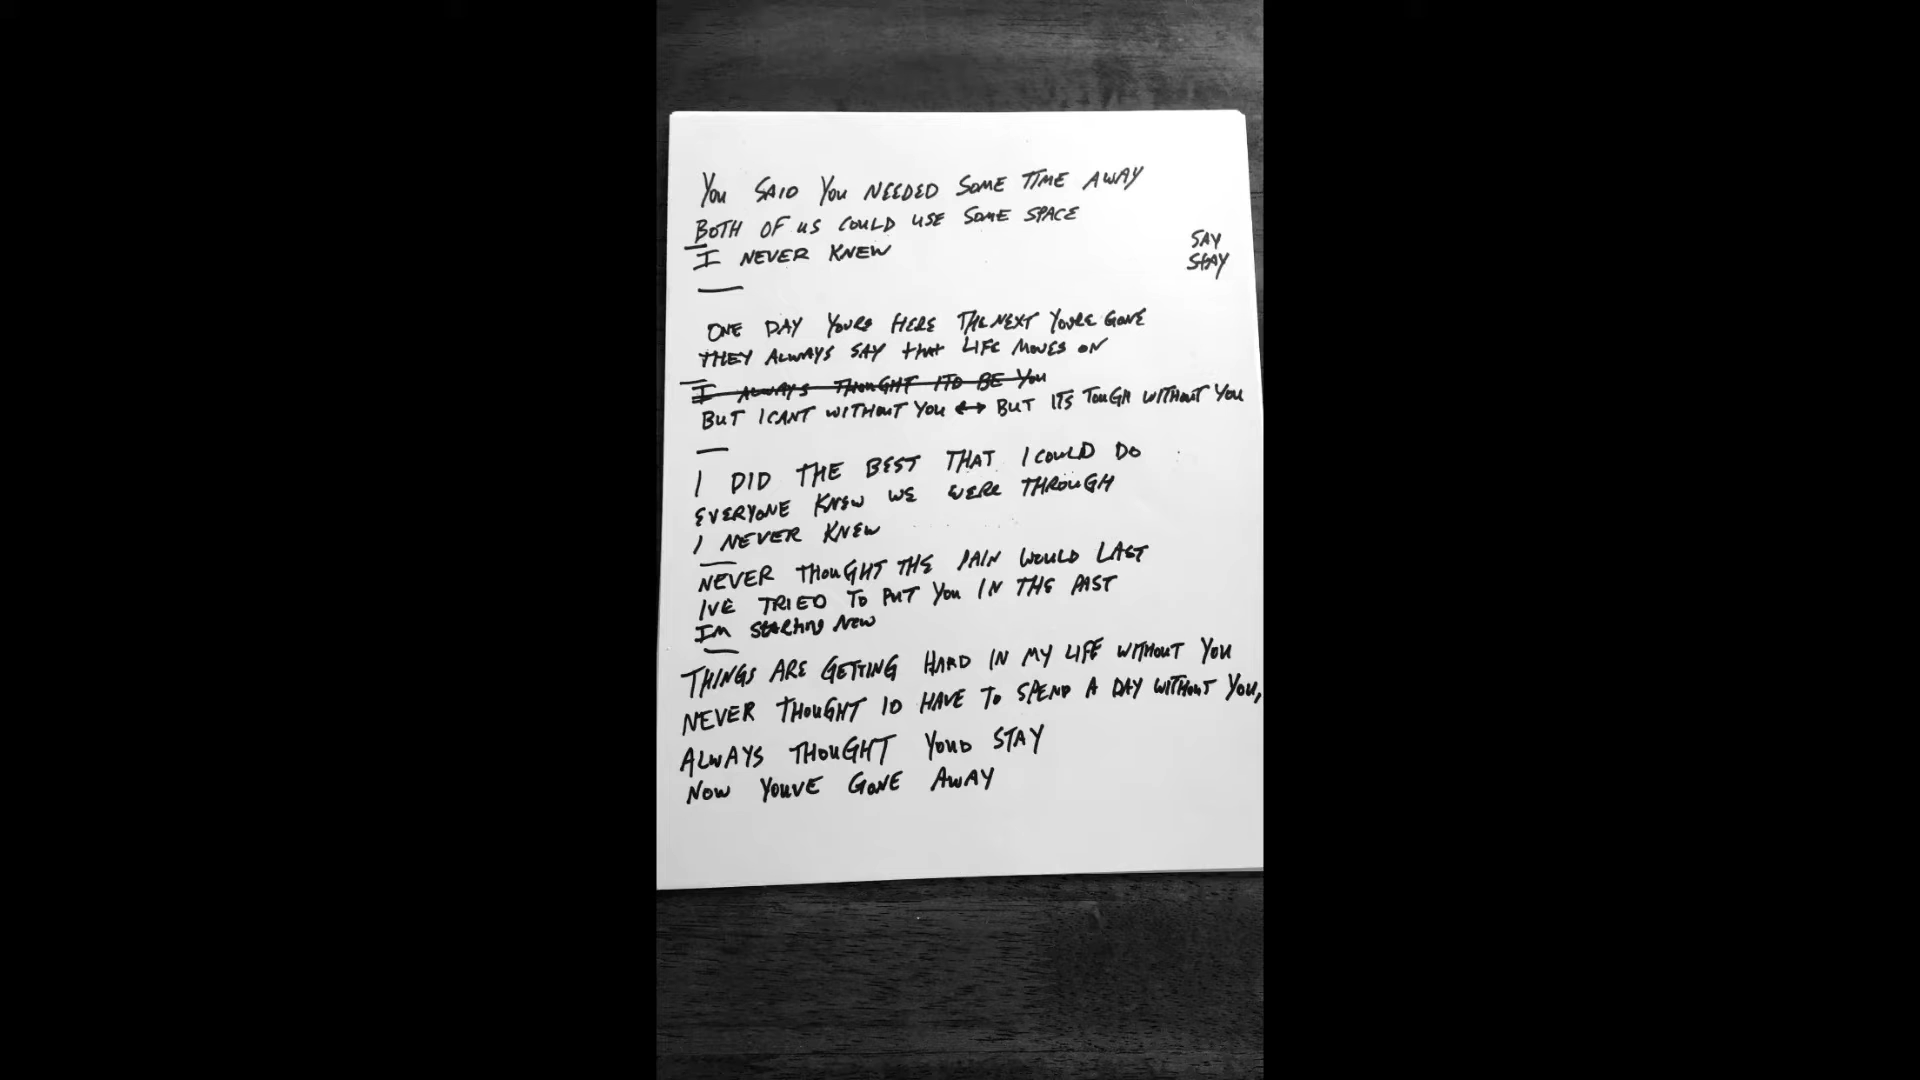 YOU SAID YOU NEEDED SOME TIME AWAY
BOTH OF US COULD USE SOME SPACE
I NEVER KNEW
SAY
STAY
ONE DAY YOURE HERE THE NEXT YOURE GONE
THEY ALWAYS SAY that LIFE MOVES ON
I ALWAYS THOUGHT ITD BE YOU
BUT I CANT WITHOUT YOU ↔ BUT ITS TOUGH WITHOUT YOU
I DID THE BEST THAT I COULD DO
EVERYONE KNEW WE WERE THROUGH
I NEVER KNEW
NEVER THOUGHT THE PAIN WOULD LAST
IVE TRIED TO PUT YOU IN THE PAST
IM STARTING NEW
THINGS ARE GETTING HARD IN MY LIFE WITHOUT YOU
NEVER THOUGHT ID HAVE TO SPEND A DAY WITHOUT YOU,
ALWAYS THOUGHT YOUD STAY
NOW YOUVE GONE AWAY